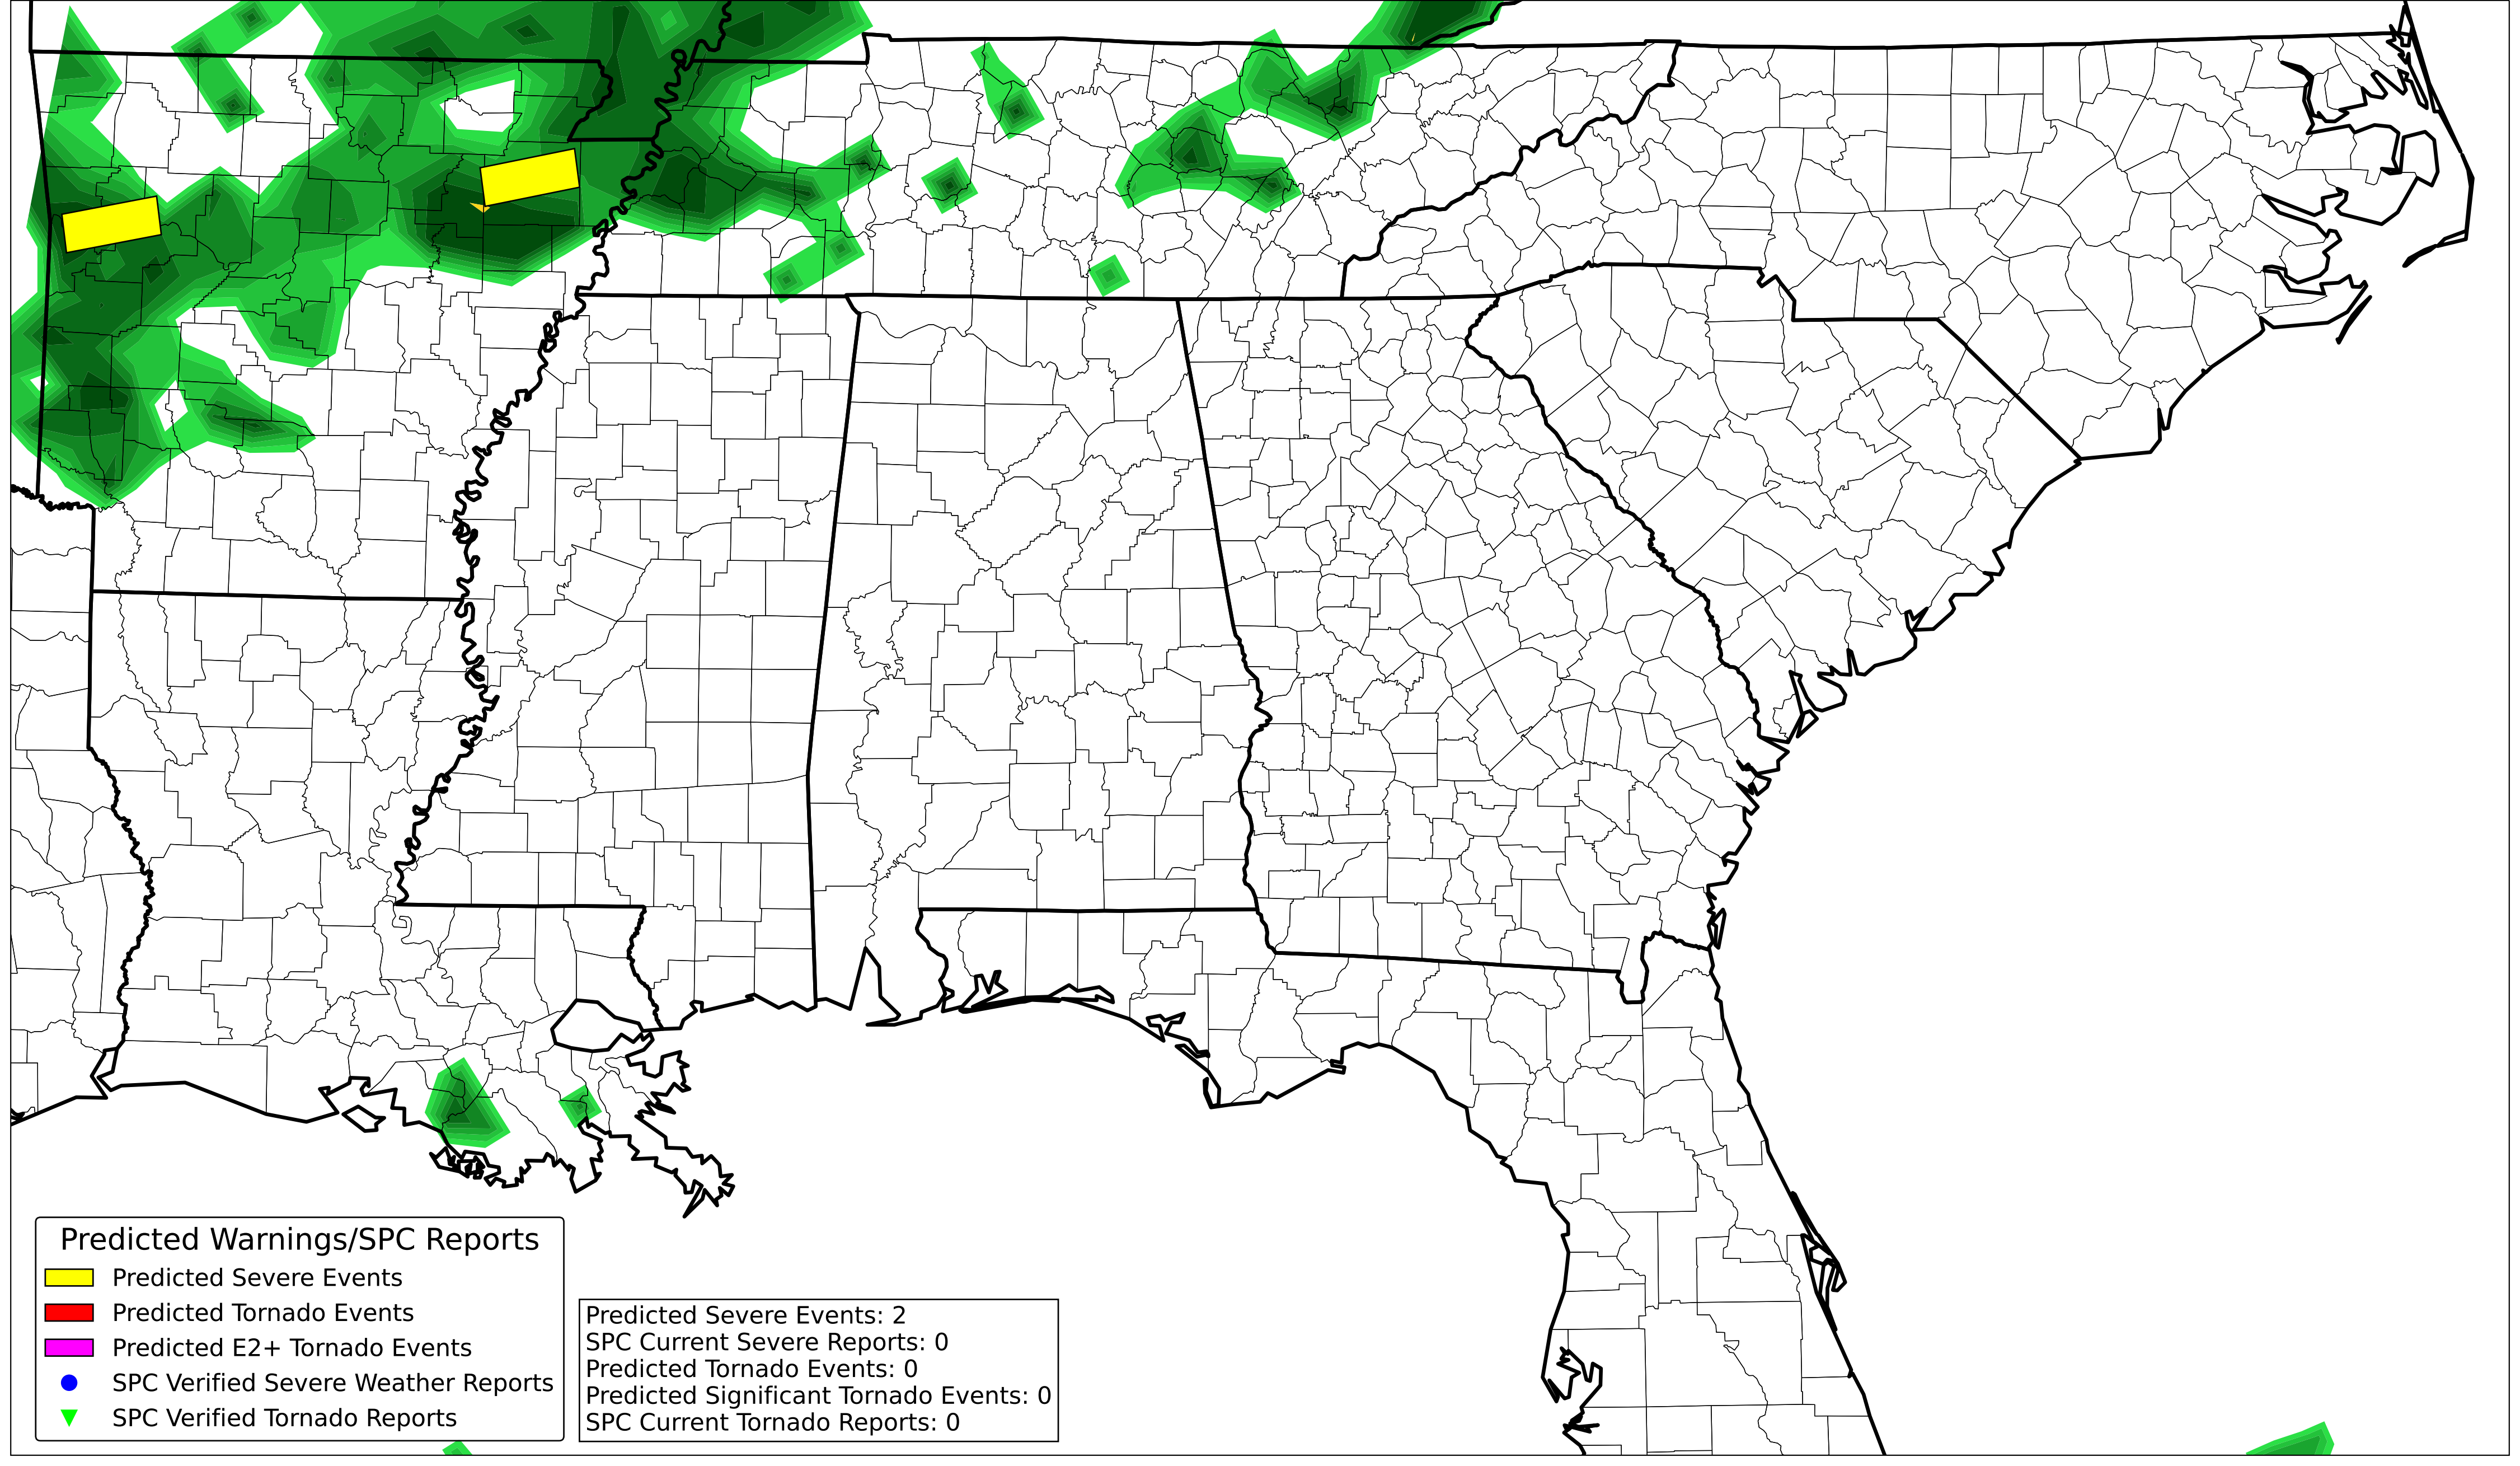 Predicted Warnings/SPC Reports
Predicted Severe Events
Predicted Tornado Events
Predicted E2+ Tornado Events
SPC Verified Severe Weather Reports
SPC Verified Tornado Reports
Predicted Severe Events: 2
SPC Current Severe Reports: 0
Predicted Tornado Events: 0
Predicted Significant Tornado Events: 0
SPC Current Tornado Reports: 0